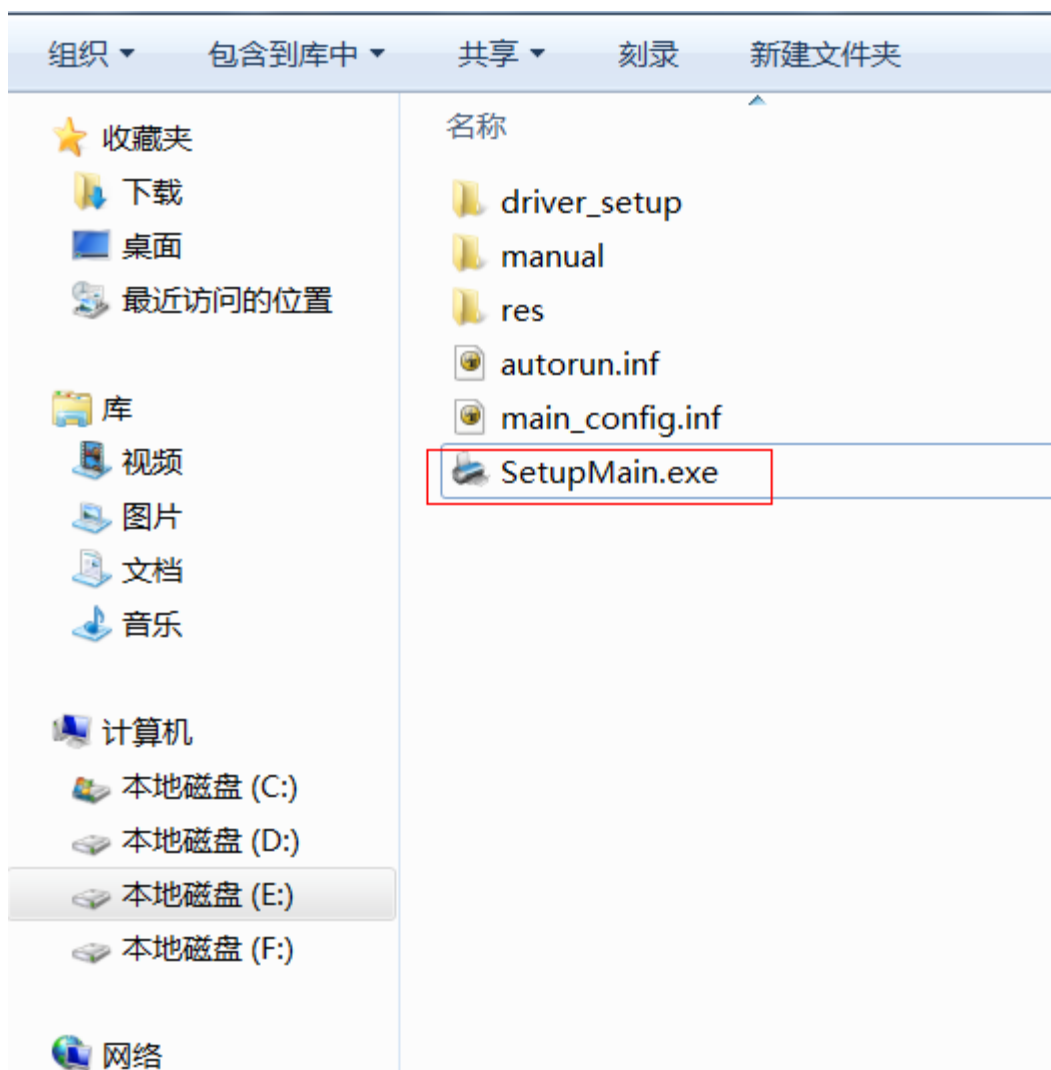 组织 包含到库中 共享 刻录 新建文件夹
收藏夹
下载
桌面
最近访问的位置
库
视频
图片
文档
音乐
计算机
本地磁盘 (C:)
本地磁盘 (D:)
本地磁盘 (E:)
本地磁盘 (F:)
网络
名称
driver_setup
manual
res
autorun.inf
main_config.inf
SetupMain.exe